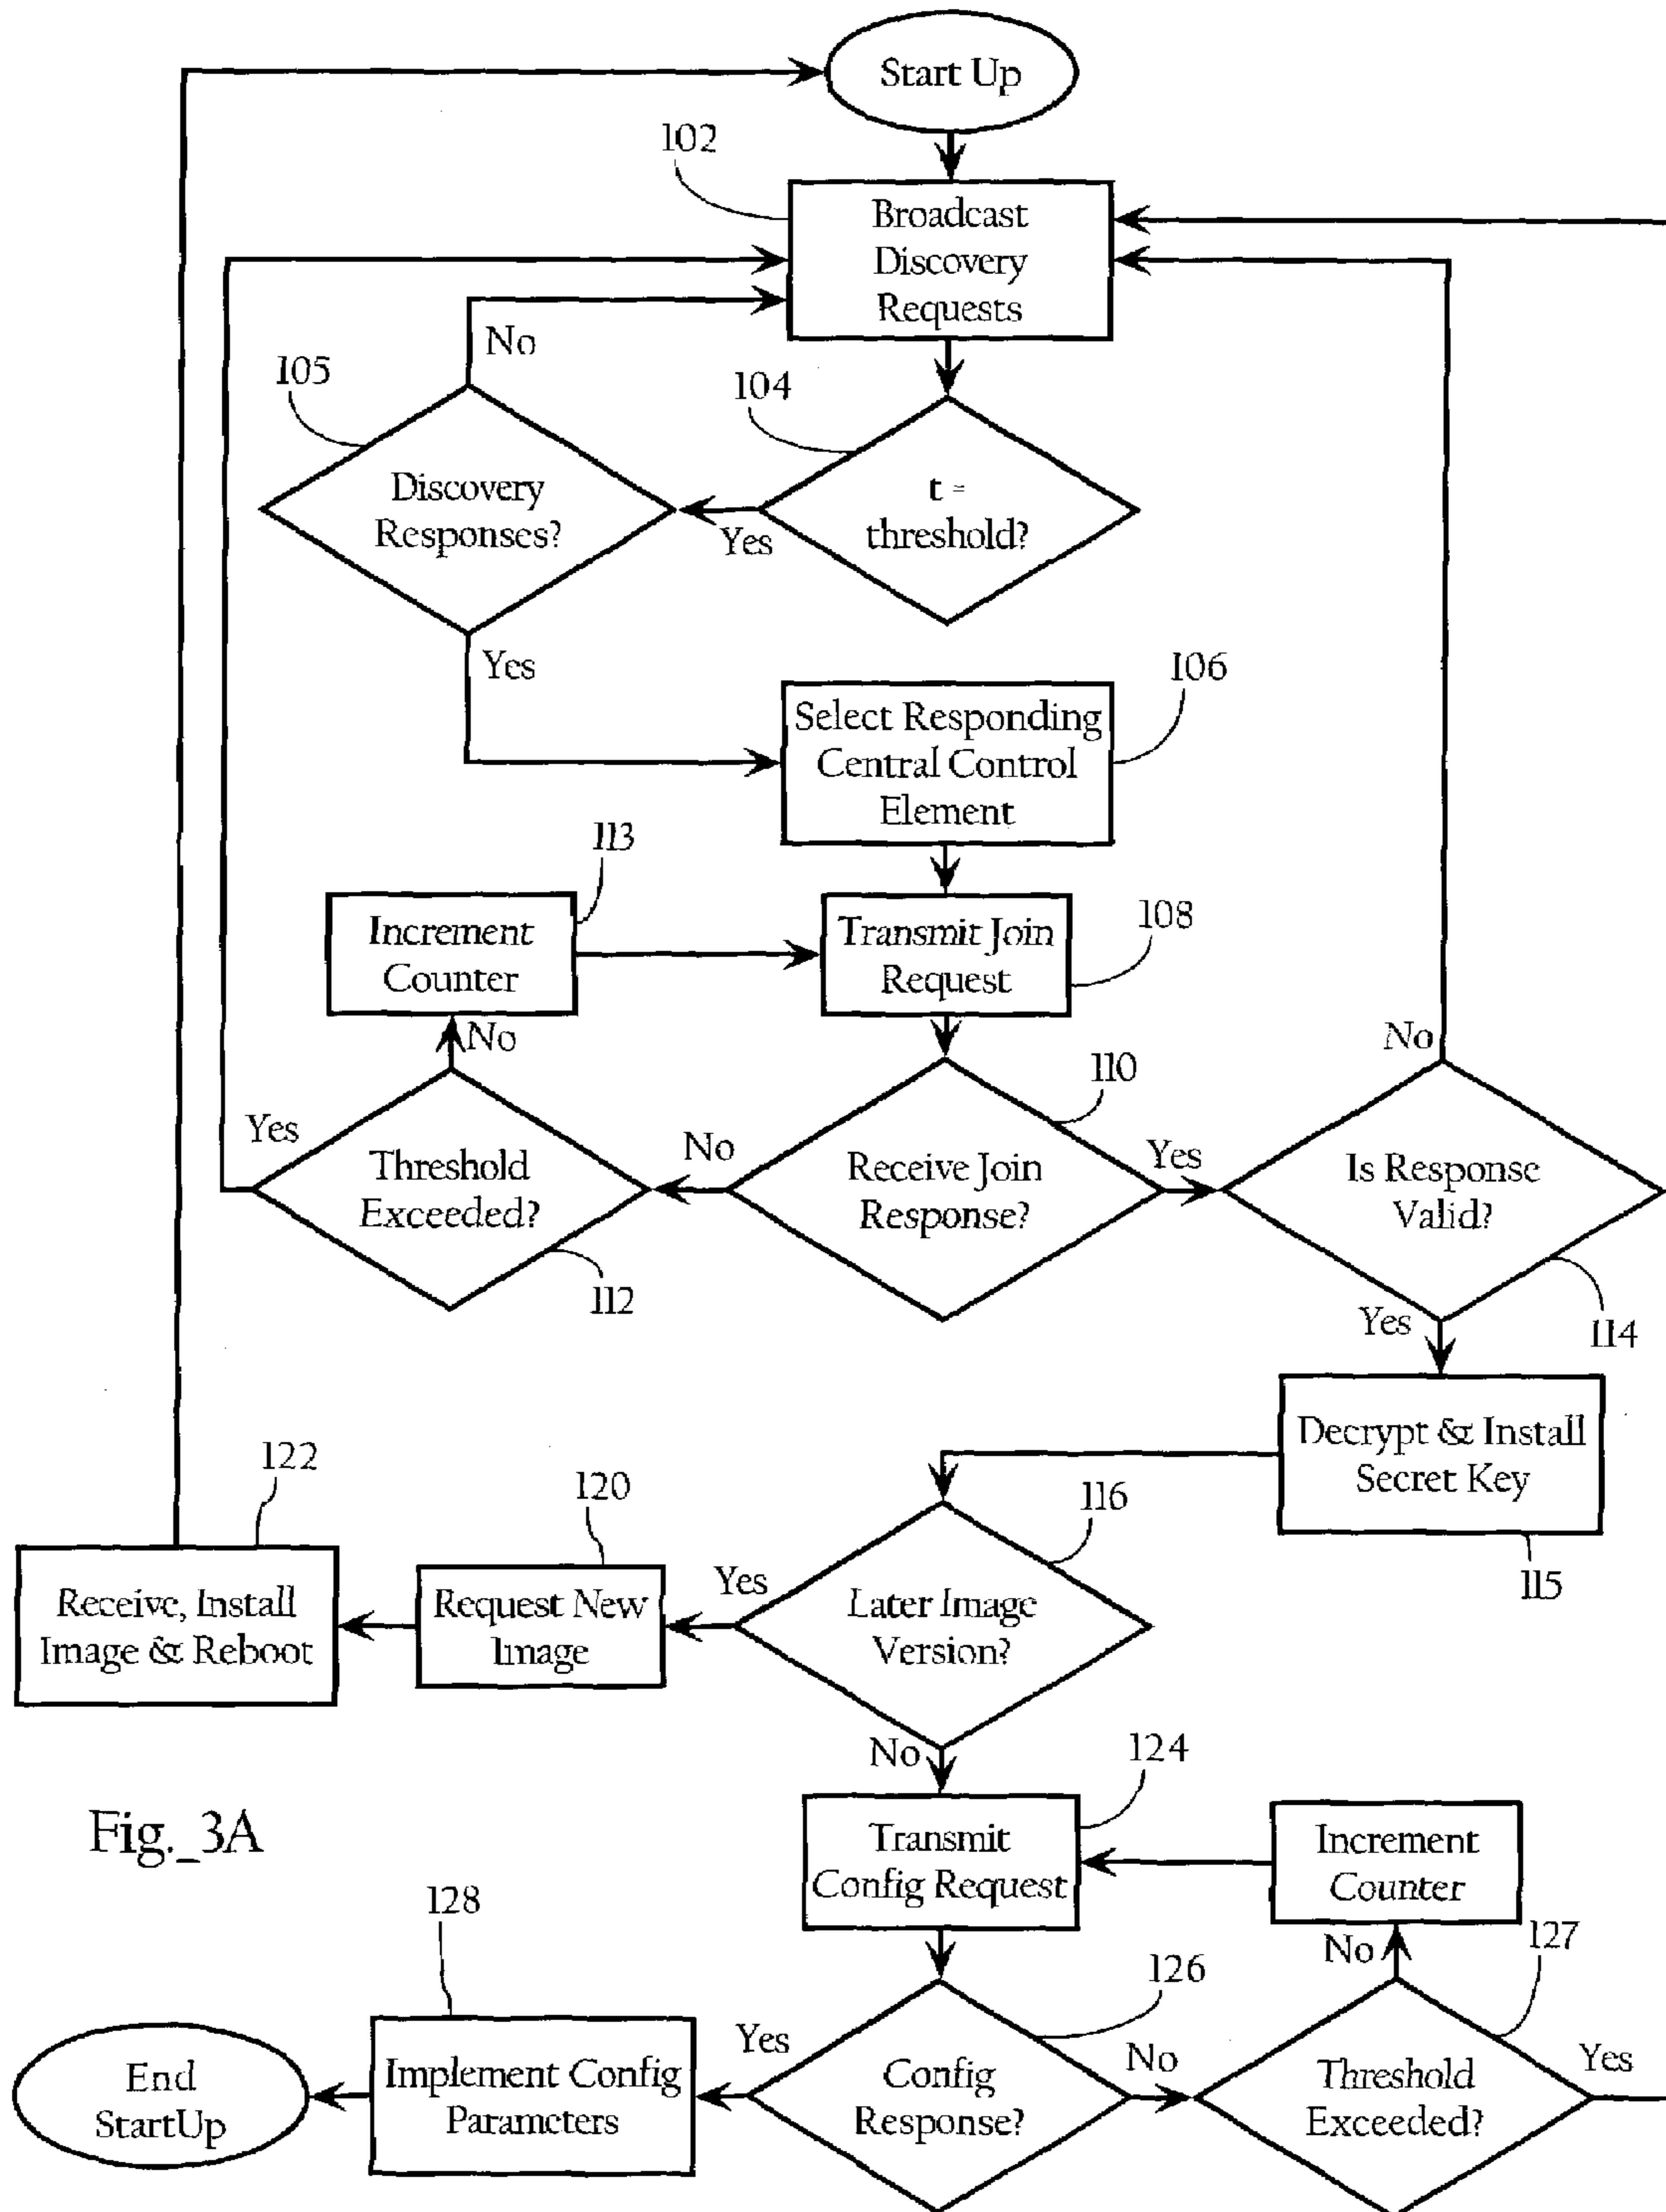 Start Up
102
Broadcast
Discovery
Requests
No
105
104
Discovery
Responses?
t =
threshold?
Yes
Yes
106
Select Responding
Central Control
Element
113
Increment
Counter
108
Transmit Join
Request
No
No
110
Yes
Threshold
Exceeded?
No
Receive Join
Response?
Yes
Is Response
Valid?
112
Yes
114
Decrypt & Install
Secret Key
122
120
116
115
Receive, Install
Image & Reboot
Request New
Image
Yes
Later Image
Version?
No
124
Fig._3A
Transmit
Config Request
Increment
Counter
128
No
127
126
End
StartUp
Implement Config
Parameters
Yes
Config
Response?
No
Threshold
Exceeded?
Yes